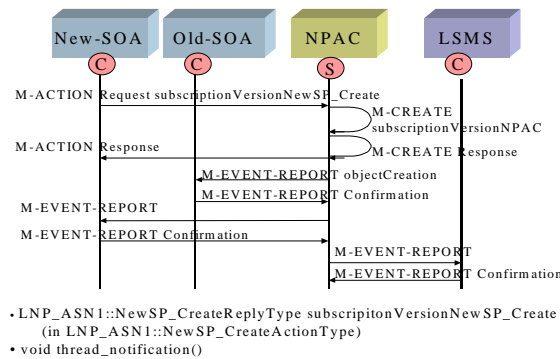 New-SOA Old-SOA NPAC LSMS
C C S C
M-ACTION Request subscriptionVersionNewSP_Create
M-CREATE
subscriptionVersionNPAC
M-ACTION Response
M-CREATE Response
M-EVENT-REPORT objectCreation
M-EVENT-REPORT Confirmation
M-EVENT-REPORT
M-EVENT-REPORT Confirmation
M-EVENT-REPORT
M-EVENT-REPORT Confirmation
• LNP_ASN1::NewSP_CreateReplyType subscripitonVersionNewSP_Create
(in LNP_ASN1::NewSP_CreateActionType)
• void thread_notification()